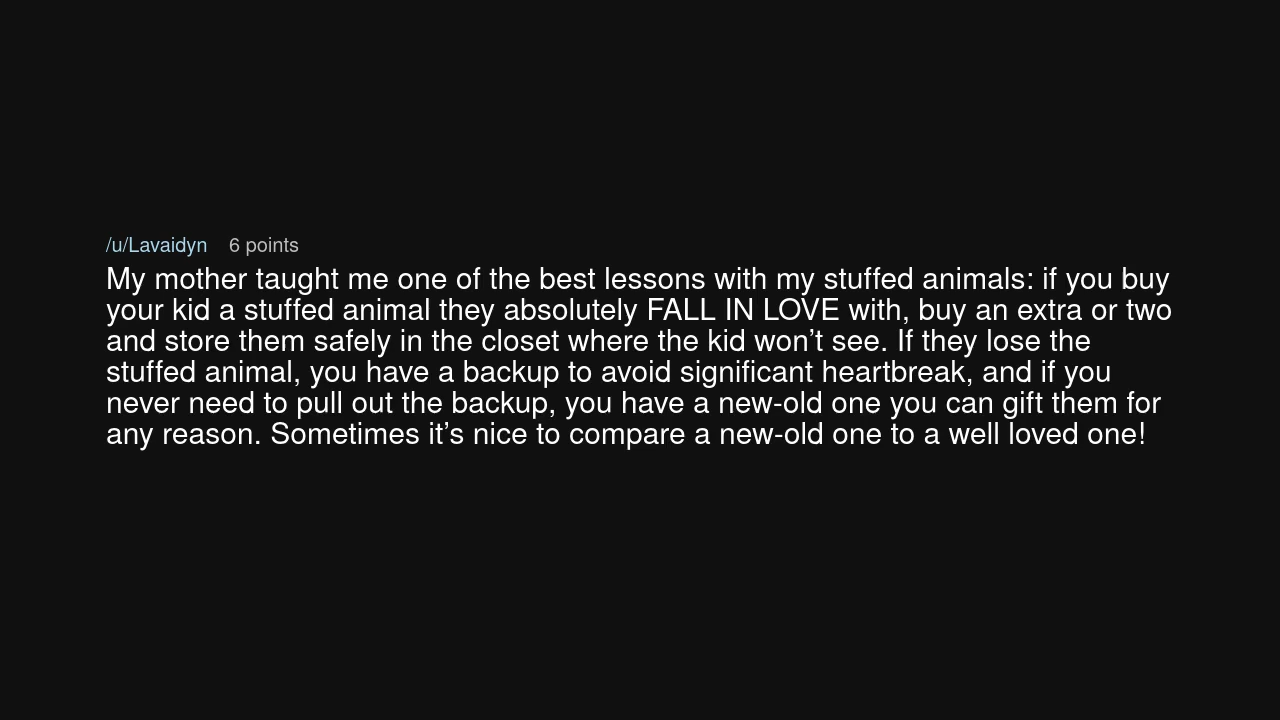 /u/Lavaidyn 6 points
My mother taught me one of the best lessons with my stuffed animals: if you buy
your kid a stuffed animal they absolutely FALL IN LOVE with, buy an extra or two
and store them safely in the closet where the kid won’t see. If they lose the
stuffed animal, you have a backup to avoid significant heartbreak, and if you
never need to pull out the backup, you have a new-old one you can gift them for
any reason. Sometimes it’s nice to compare a new-old one to a well loved one!